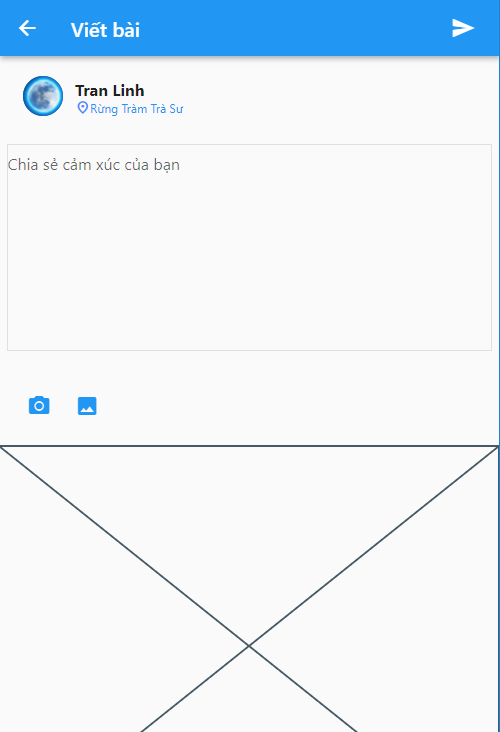 Viết bài
Tran Linh
Rừng Tràm Trà Sư
Chia sẻ cảm xúc của bạn